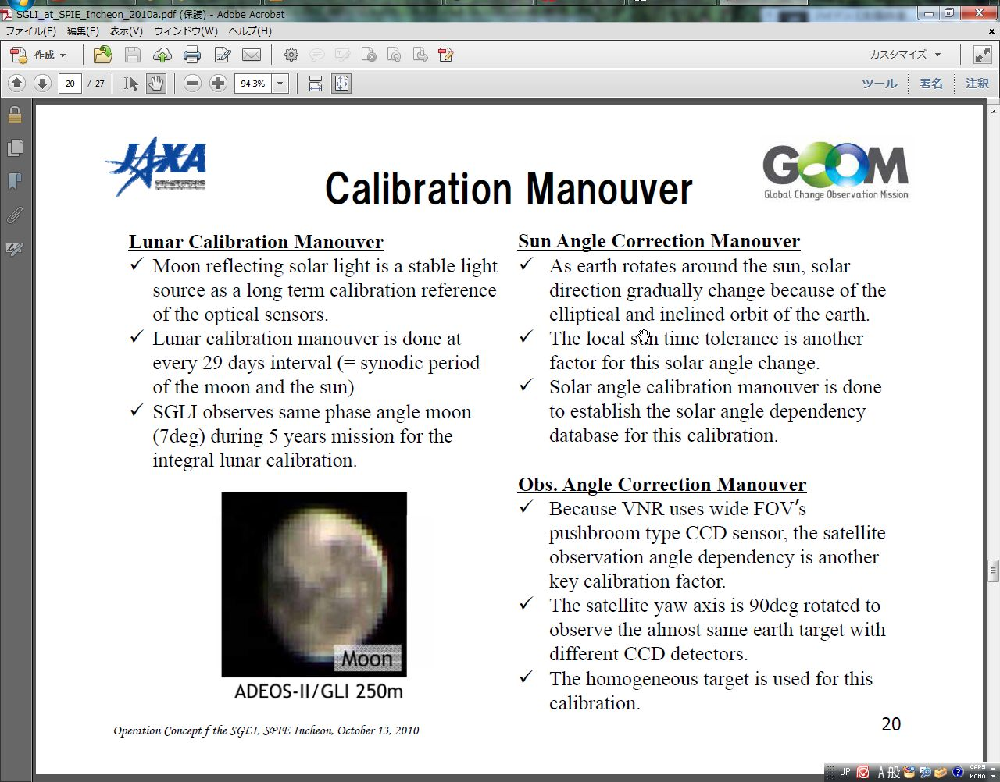 SGLI_at_SPIE_Incheon_2010a.pdf (保護) - Adobe Acrobat
ファイル(F) 編集(E) 表示(V) ウィンドウ(W) ヘルプ(H)
作成 カスタマイズ
20 / 27 94.3% ツール 署名 注釈
JAXA
GCOM
Global Change Observation Mission
Calibration Manouver
Lunar Calibration Manouver
✓ Moon reflecting solar light is a stable light
source as a long term calibration reference
of the optical sensors.
✓ Lunar calibration manouver is done at
every 29 days interval (= synodic period
of the moon and the sun)
✓ SGLI observes same phase angle moon
(7deg) during 5 years mission for the
integral lunar calibration.
Moon
ADEOS-II/GLI 250m
Sun Angle Correction Manouver
✓ As earth rotates around the sun, solar
direction gradually change because of the
elliptical and inclined orbit of the earth.
✓ The local sun time tolerance is another
factor for this solar angle change.
✓ Solar angle calibration manouver is done
to establish the solar angle dependency
database for this calibration.
Obs. Angle Correction Manouver
✓ Because VNR uses wide FOV’s
pushbroom type CCD sensor, the satellite
observation angle dependency is another
key calibration factor.
✓ The satellite yaw axis is 90deg rotated to
observe the almost same earth target with
different CCD detectors.
✓ The homogeneous target is used for this
calibration.
Operation Concept f the SGLI, SPIE Incheon, October 13, 2010
20
JP A 般 CAPS
KANA